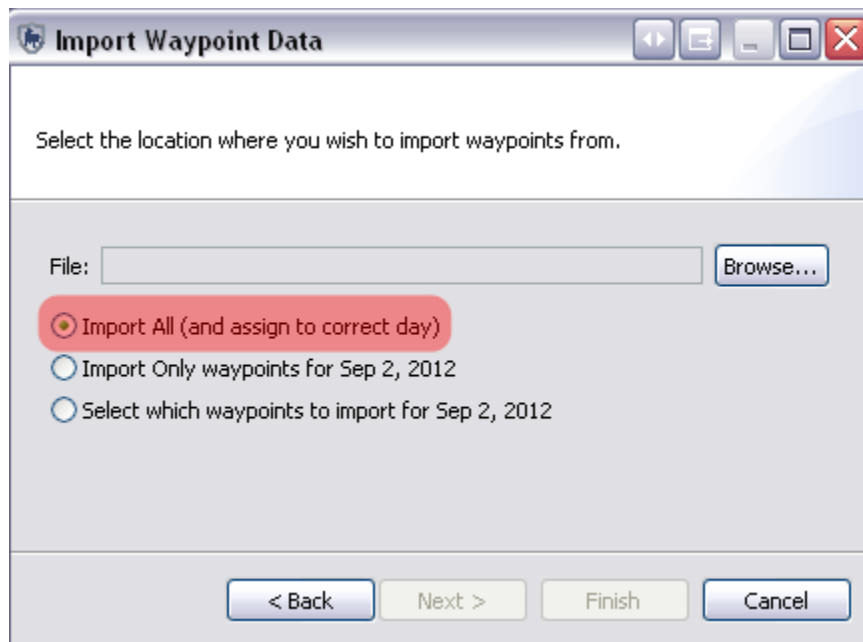 Import Waypoint Data
Select the location where you wish to import waypoints from.
File: Browse...
Import All (and assign to correct day)
Import Only waypoints for Sep 2, 2012
Select which waypoints to import for Sep 2, 2012
< Back Next > Finish Cancel